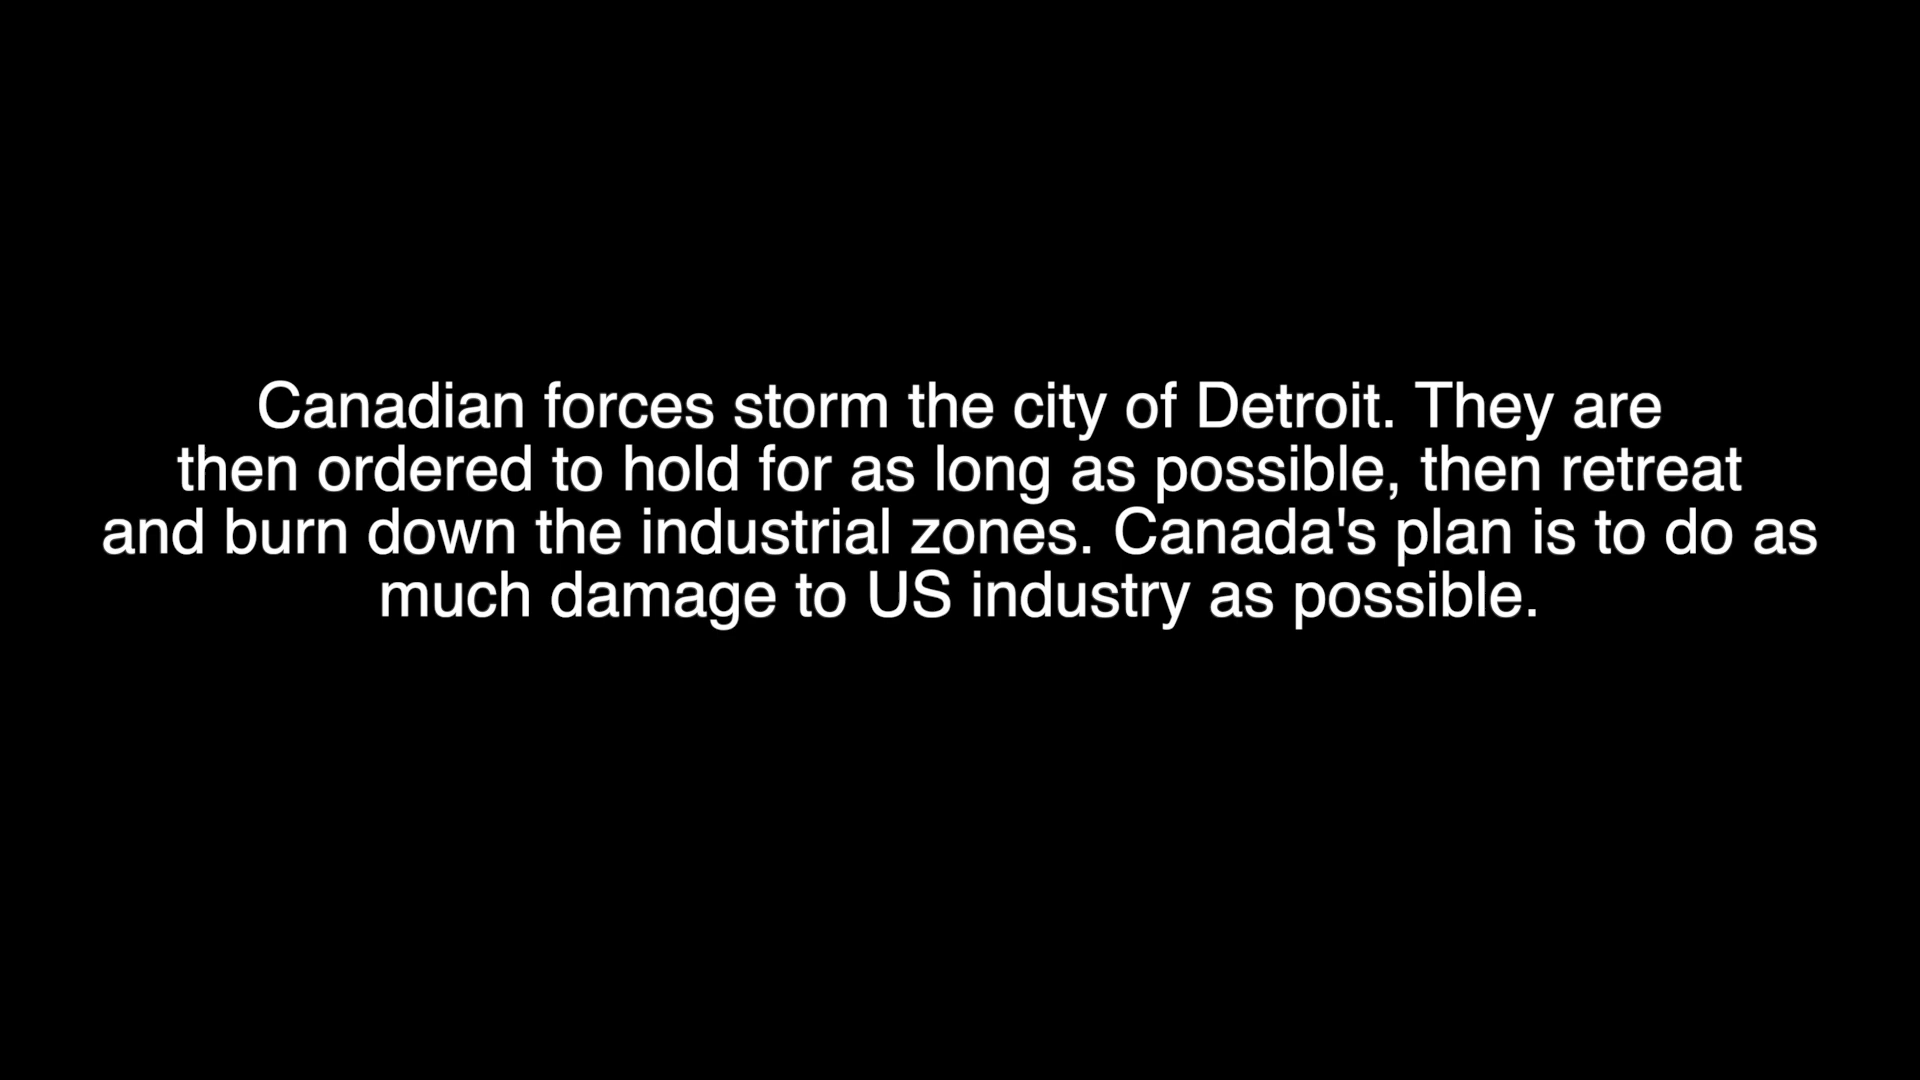 Canadian forces storm the city of Detroit. They are
then ordered to hold for as long as possible, then retreat
and burn down the industrial zones. Canada's plan is to do as
much damage to US industry as possible.